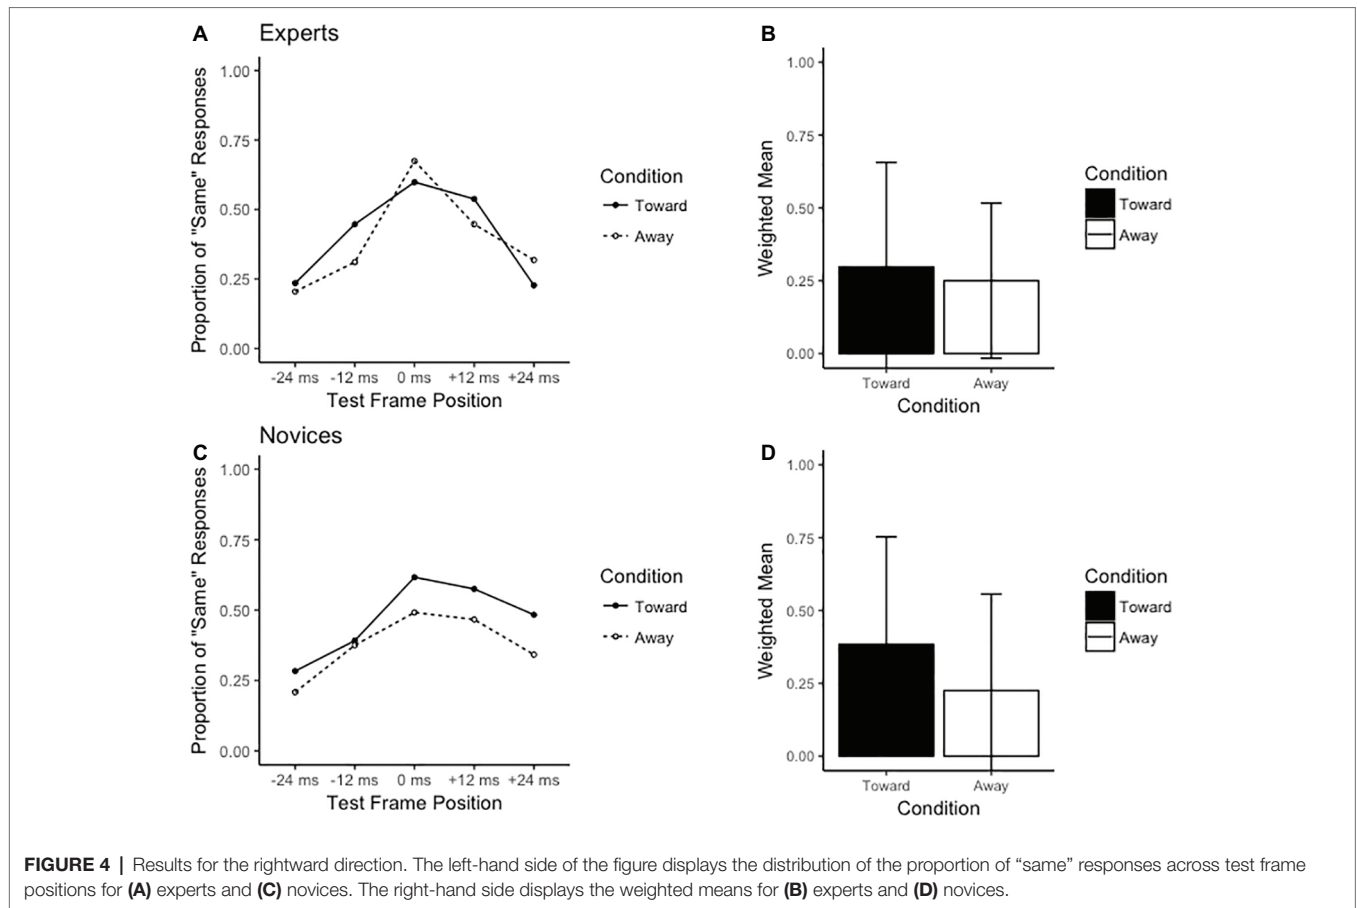 A Experts
Proportion of "Same" Responses
1.00
0.75
0.50
0.25
0.00
-24 ms -12 ms 0 ms +12 ms +24 ms
Test Frame Position
Condition
Toward
Away
B
Weighted Mean
1.00
0.75
0.50
0.25
0.00
Toward Away
Condition
Condition
Toward
Away
C Novices
Proportion of "Same" Responses
1.00
0.75
0.50
0.25
0.00
-24 ms -12 ms 0 ms +12 ms +24 ms
Test Frame Position
Condition
Toward
Away
D
Weighted Mean
1.00
0.75
0.50
0.25
0.00
Toward Away
Condition
Condition
Toward
Away
FIGURE 4 | Results for the rightward direction. The left-hand side of the figure displays the distribution of the proportion of “same” responses across test frame
positions for (A) experts and (C) novices. The right-hand side displays the weighted means for (B) experts and (D) novices.